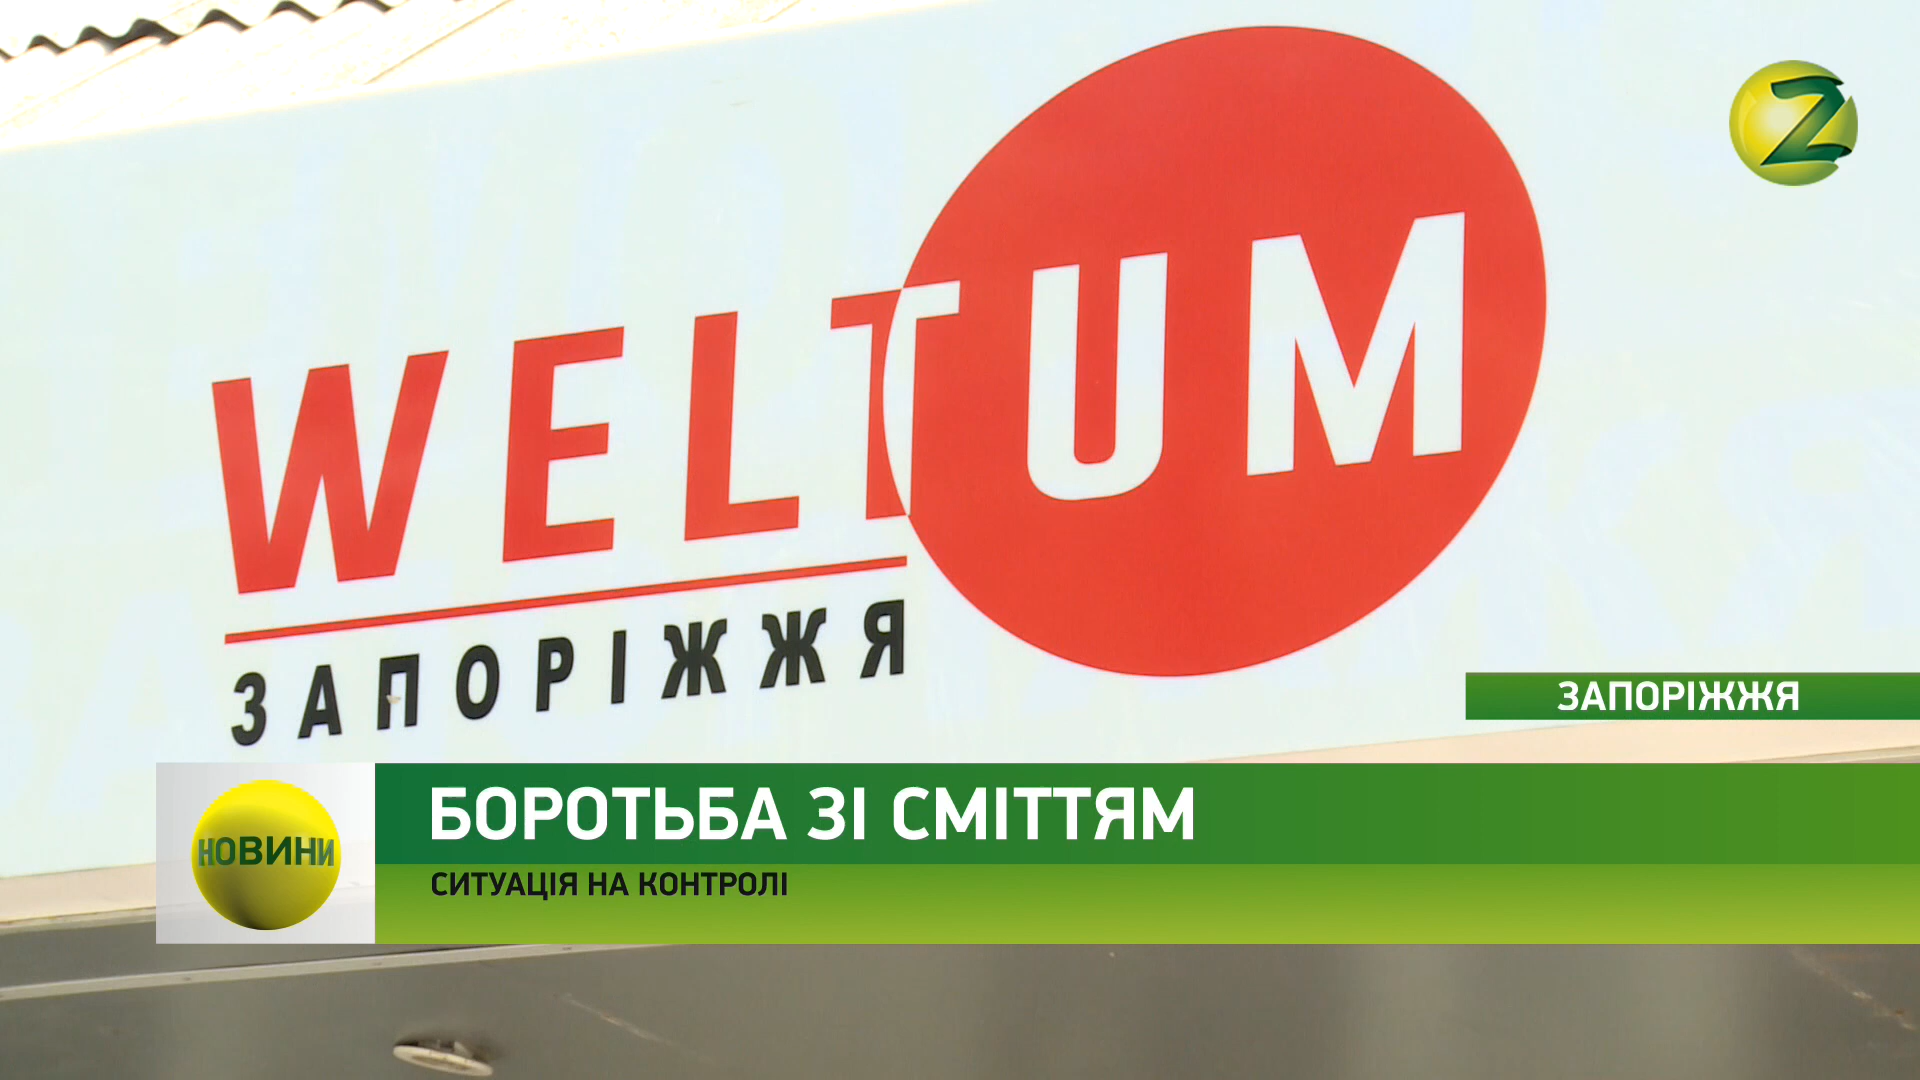 Z
WELTUM
ЗАПОРІЖЖЯ
ЗАПОРІЖЖЯ
НОВИНИ
БОРОТЬБА ЗІ СМІТТЯМ
СИТУАЦІЯ НА КОНТРОЛІ